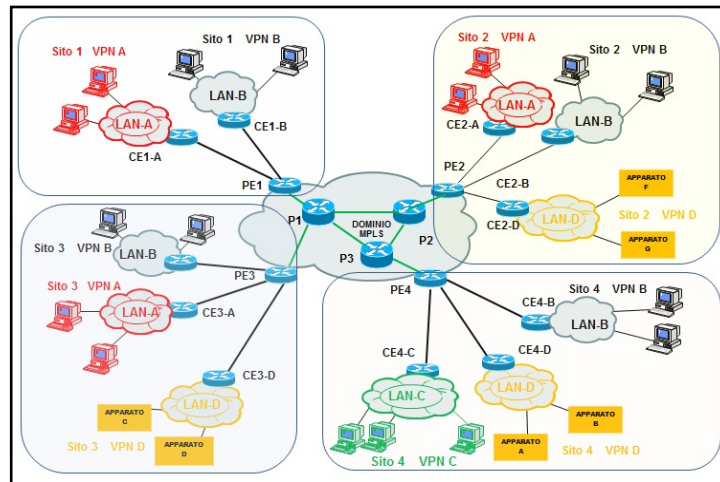 Sito 1 VPN A
Sito 1 VPN B
LAN-B
LAN-A
CE1-A
CE1-B
PE1
Sito 2 VPN A
Sito 2 VPN B
LAN-A
LAN-B
CE2-A
PE2
CE2-B
CE2-D
LAN-D
APPARATO
F
Sito 2 VPN D
APPARATO
G
P1
DOMINIO
MPLS
P2
P3
PE3
PE4
Sito 3 VPN B
LAN-B
Sito 3 VPN A
LAN-A
CE3-A
CE3-D
LAN-D
APPARATO
C
APPARATO
D
Sito 3 VPN D
CE4-B
Sito 4 VPN B
LAN-B
CE4-C
CE4-D
LAN-C
LAN-D
APPARATO
B
APPARATO
A
Sito 4 VPN D
Sito 4 VPN C